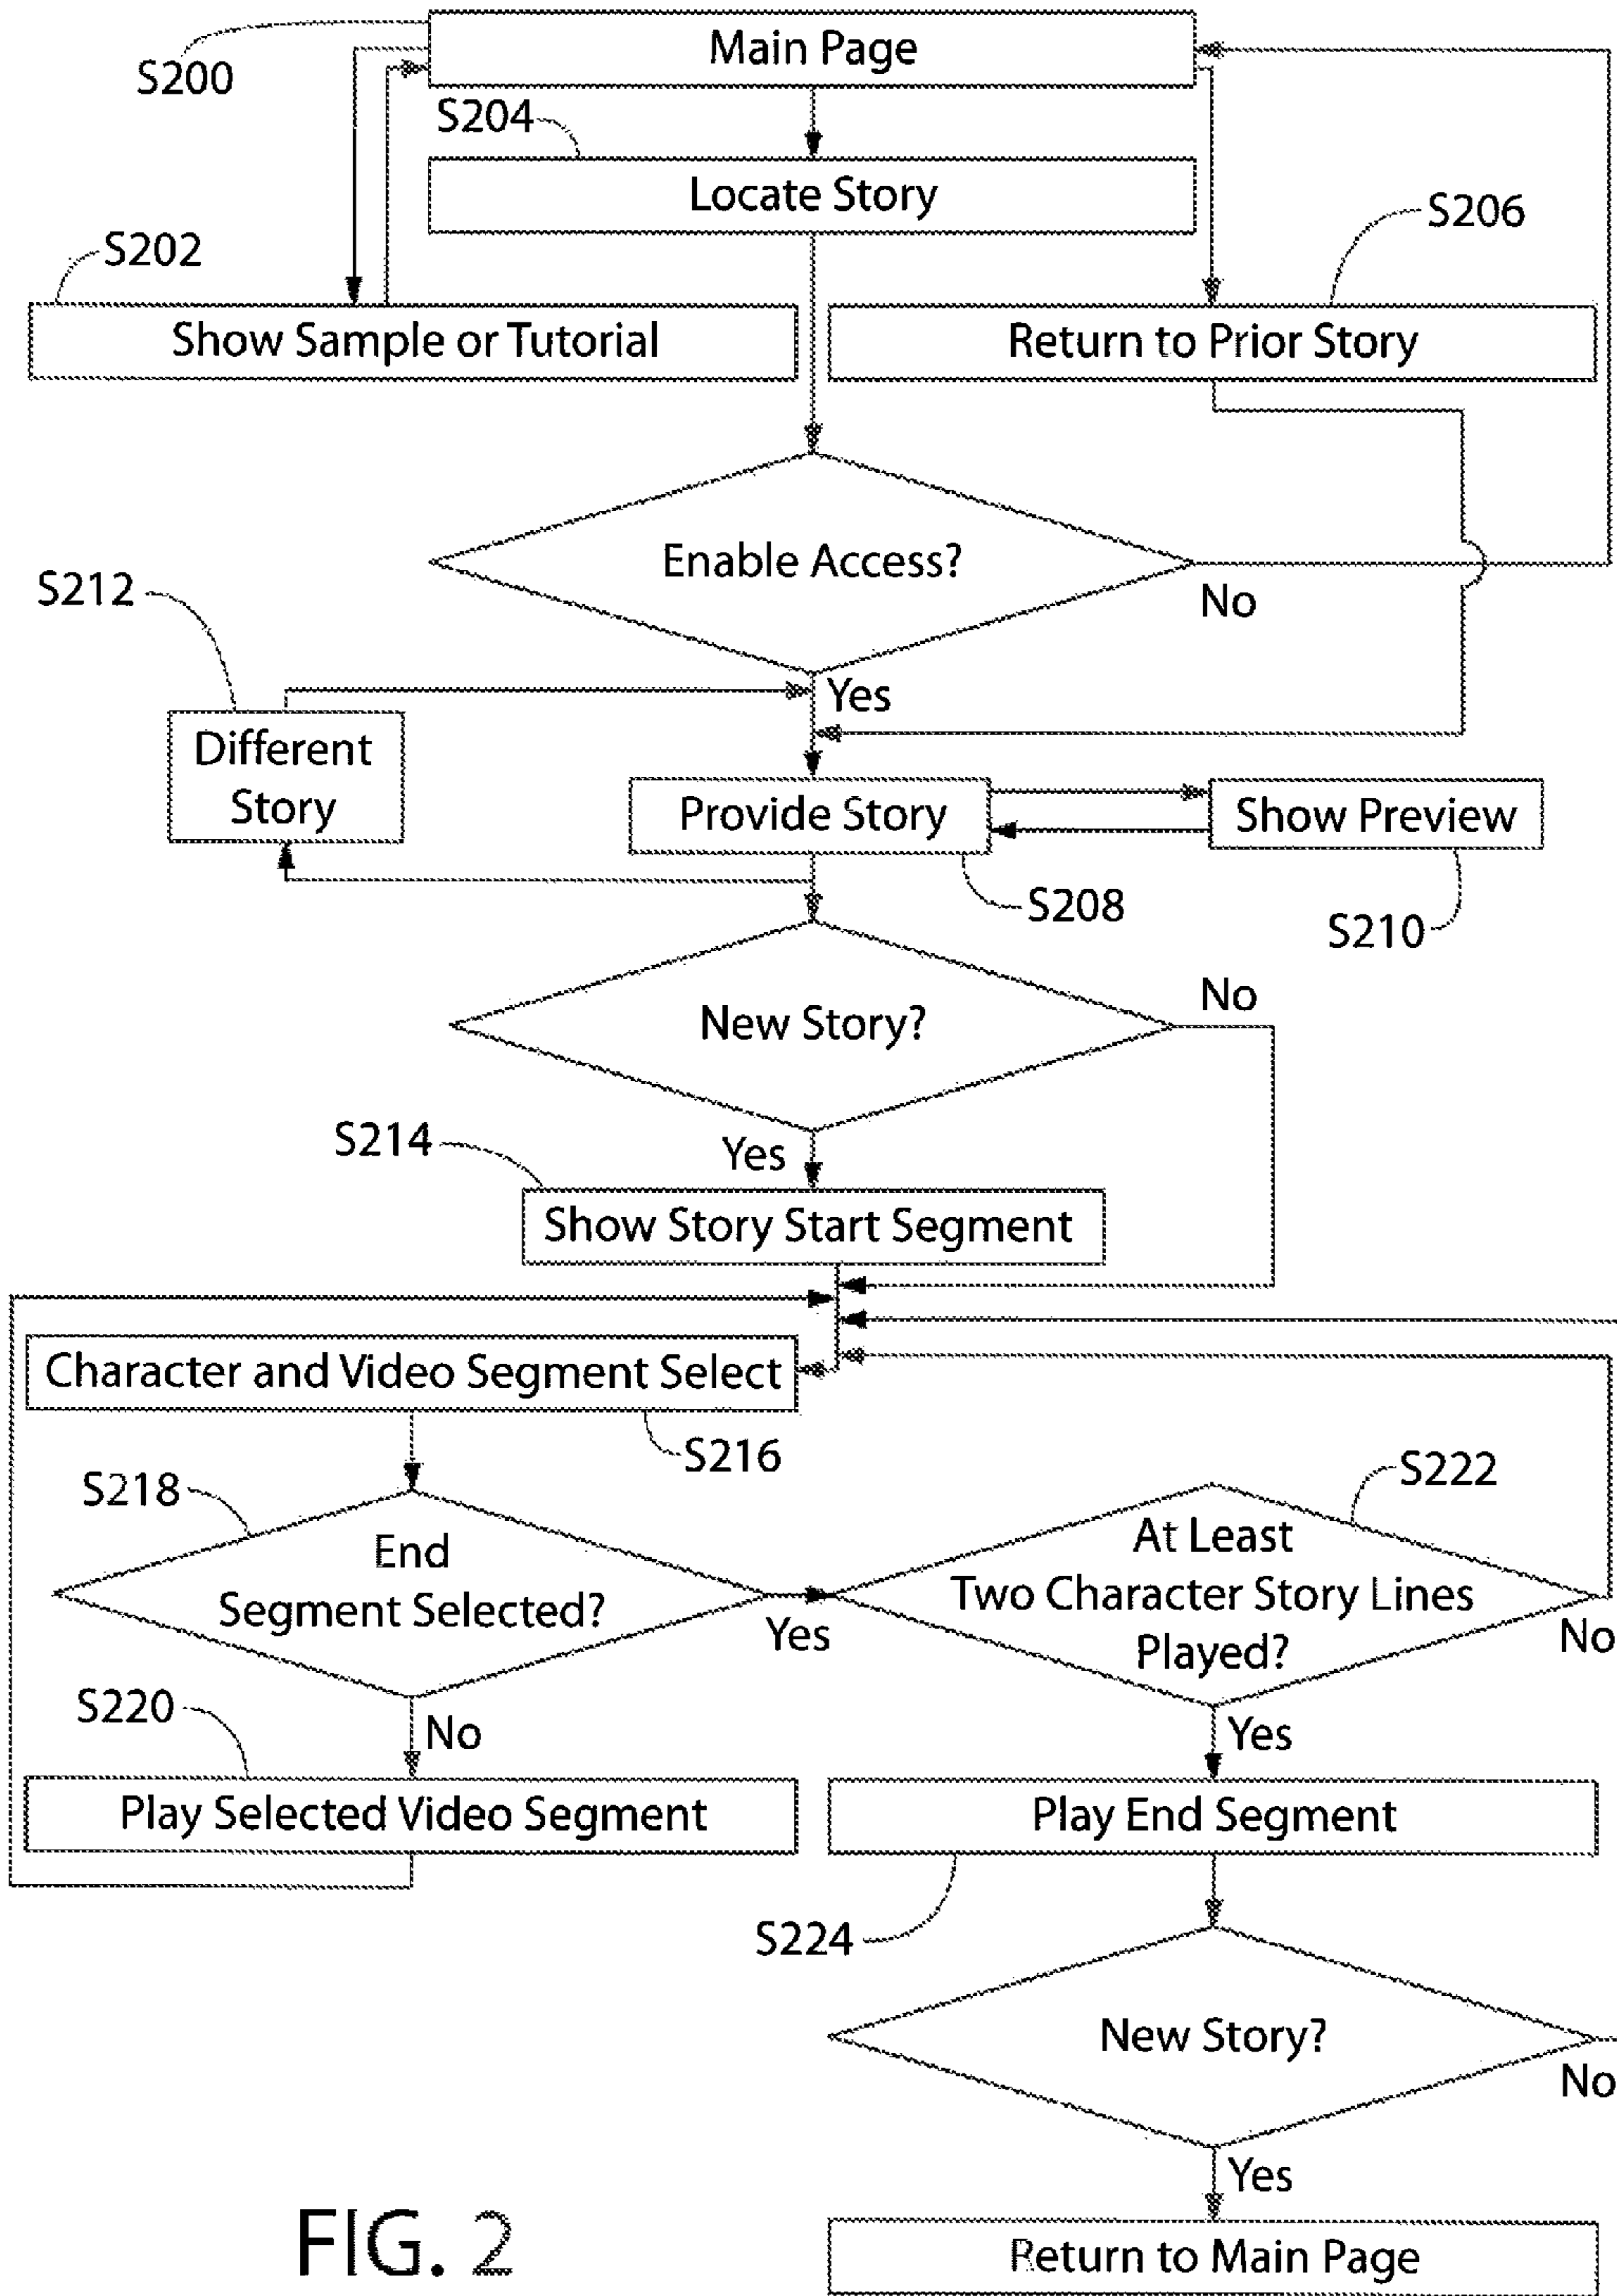 Main Page
S200
S204
Locate Story
S206
S202
Show Sample or Tutorial
Return to Prior Story
Enable Access?
No
S212
Yes
Different
Story
Provide Story
Show Preview
S208
S210
New Story?
No
S214
Yes
Show Story Start Segment
Character and Video Segment Select
S216
S218
S222
End
Segment Selected?
Yes
At Least
Two Character Story Lines
Played?
No
S220
No
Yes
Play Selected Video Segment
Play End Segment
S224
New Story?
No
Yes
Return to Main Page
FIG. 2